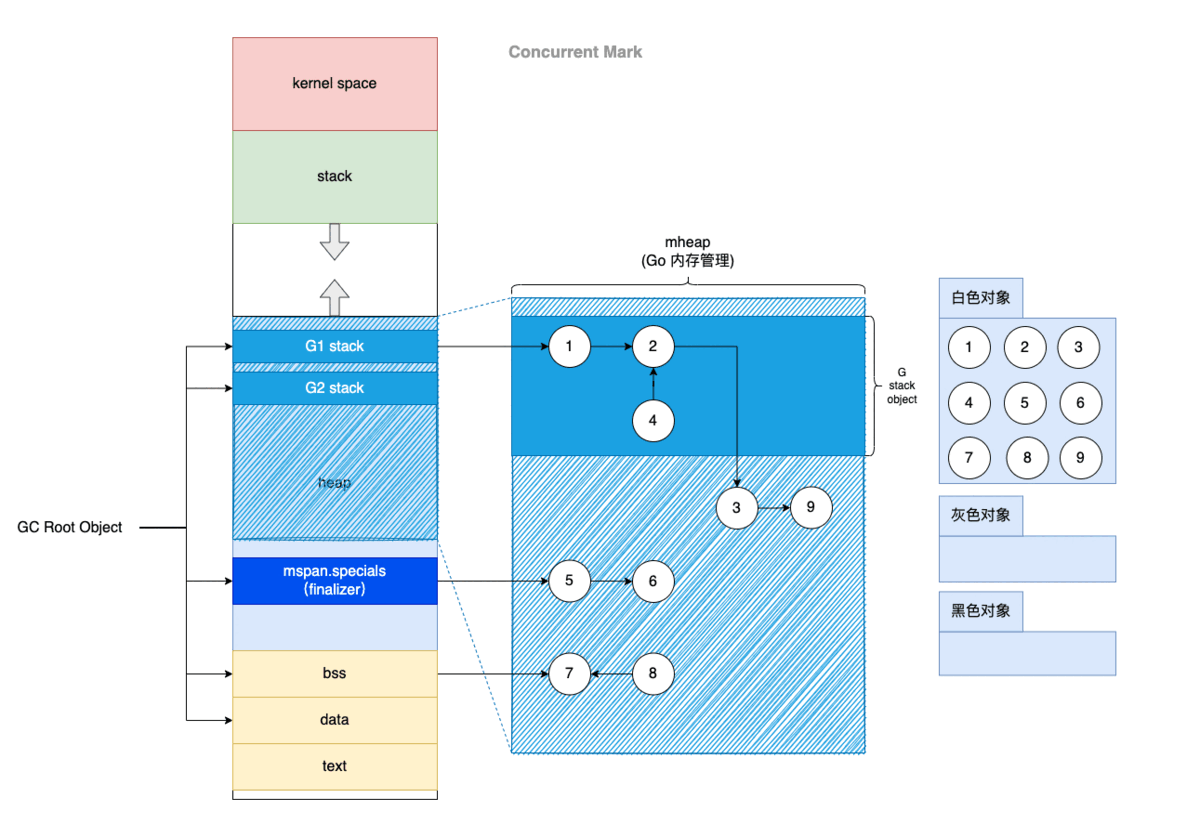 Concurrent Mark
kernel space
stack
mheap
(Go 内存管理)
G1 stack
G2 stack
heap
GC Root Object
mspan.specials
(finalizer)
bss
data
text
1
2
4
3
9
5
6
7
8
G
stack
object
白色对象
1 2 3
4 5 6
7 8 9
灰色对象
黑色对象